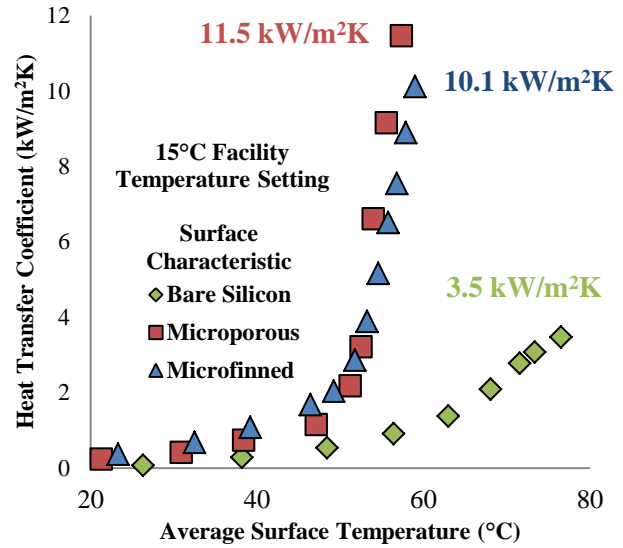 11.5 kW/m²K
10.1 kW/m²K
15°C Facility
Temperature Setting
Surface
Characteristic
Bare Silicon
Microporous
Microfinned
3.5 kW/m²K
Heat Transfer Coefficient (kW/m²K)
12
10
8
6
4
2
0
20
40
60
80
Average Surface Temperature (°C)